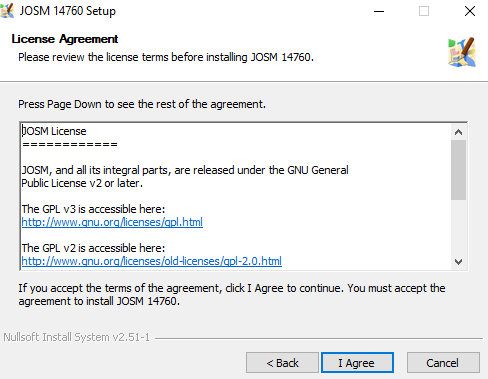 JOSM 14760 Setup
License Agreement
Please review the license terms before installing JOSM 14760.
Press Page Down to see the rest of the agreement.
JOSM License
============
JOSM, and all its integral parts, are released under the GNU General
Public License v2 or later.
The GPL v3 is accessible here:
http://www.gnu.org/licenses/gpl.html
The GPL v2 is accessible here:
http://www.gnu.org/licenses/old-licenses/gpl-2.0.html
If you accept the terms of the agreement, click I Agree to continue. You must accept the
agreement to install JOSM 14760.
Nullsoft Install System v2.51-1
< Back
I Agree
Cancel